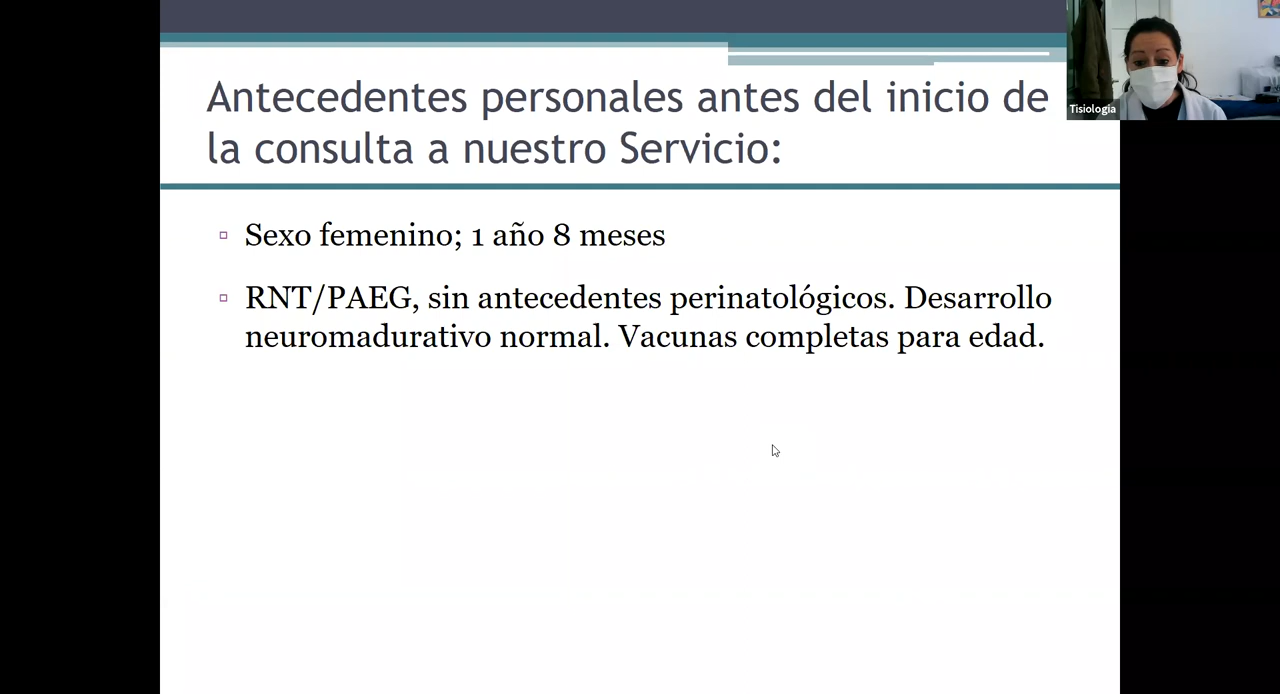 Antecedentes personales antes del inicio de
la consulta a nuestro Servicio:
Tisiologia
▫ Sexo femenino; 1 año 8 meses
▫ RNT/PAEG, sin antecedentes perinatológicos. Desarrollo
neuromadurativo normal. Vacunas completas para edad.